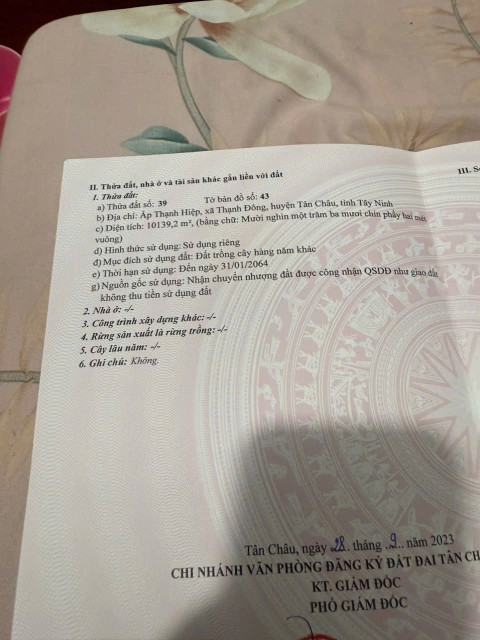 II. Thửa đất, nhà ở và tài sản khác gắn liền với đất
III. S
1. Thửa đất:
a) Thửa đất số: 39 Tờ bản đồ số: 43
b) Địa chỉ: Ấp Thạnh Hiệp, xã Thạnh Đông, huyện Tân Châu, tỉnh Tây Ninh
c) Diện tích: 10139,2 m², (bằng chữ: Mười nghìn một trăm ba mươi chín phẩy hai mét
vuông)
d) Hình thức sử dụng: Sử dụng riêng
đ) Mục đích sử dụng đất: Đất trồng cây hàng năm khác
e) Thời hạn sử dụng: Đến ngày 31/01/2064
g) Nguồn gốc sử dụng: Nhận chuyển nhượng đất được công nhận QSDĐ như giao đất
không thu tiền sử dụng đất
2. Nhà ở: -/-
3. Công trình xây dựng khác: -/-
4. Rừng sản xuất là rừng trồng: -/-
5. Cây lâu năm: -/-
6. Ghi chú: Không.
Tân Châu, ngày 28. tháng .9.. năm 2023
CHI NHÁNH VĂN PHÒNG ĐĂNG KÝ ĐẤT ĐAI TÂN CH
KT. GIÁM ĐỐC
PHÓ GIÁM ĐỐC